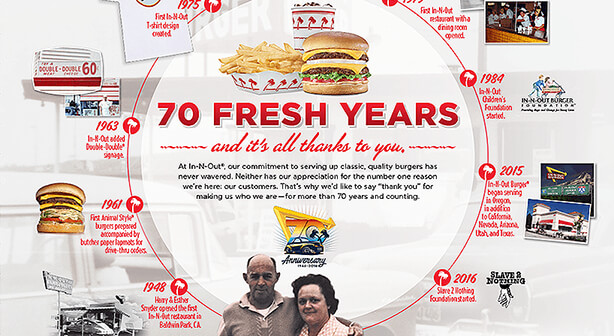 1975
First In-N-Out
T-shirt design
created.
First In-N-Out
restaurant with a
dining room
opened.
TRY A
DOUBLE-DOUBLE 60
MEAT CHEESE
1963
In-N-Out added
Double-Double®
signage.
1984
In-N-Out
Children's
Foundation
started.
IN-N-OUT BURGER
FOUNDATION
70 FRESH YEARS
and it's all thanks to you.
At In-N-Out®, our commitment to serving up classic, quality burgers has
never wavered. Neither has our appreciation for the number one reason
we're here: our customers. That's why we'd like to say "thank you" for
making us who we are—for more than 70 years and counting.
1961
First Animal Style®
burgers prepared
accompanied by
butcher paper lapmats for
drive-thru orders.
2015
In-N-Out Burger®
began serving
in Oregon,
in addition
to California,
Nevada, Arizona,
Utah, and Texas.
70
Anniversary
1948
Harry & Esther
Snyder opened the first
In-N-Out restaurant in
Baldwin Park, CA.
2016
Slave 2 Nothing
Foundation started.
SLAVE 2
NOTHING